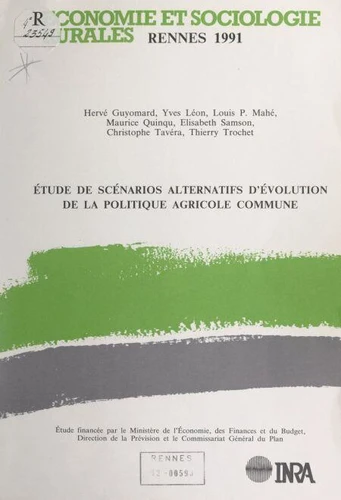 ECONOMIE ET SOCIOLOGIE
RURALES RENNES 1991
R
23549
Hervé Guyomard, Yves Léon, Louis P. Mahé,
Maurice Quinqu, Elisabeth Samson,
Christophe Tavéra, Thierry Trochet
ÉTUDE DE SCÉNARIOS ALTERNATIFS D'ÉVOLUTION
DE LA POLITIQUE AGRICOLE COMMUNE
Étude financée par le Ministère de l'Économie, des Finances et du Budget,
Direction de la Prévision et le Commissariat Général du Plan
RENNES
INRA